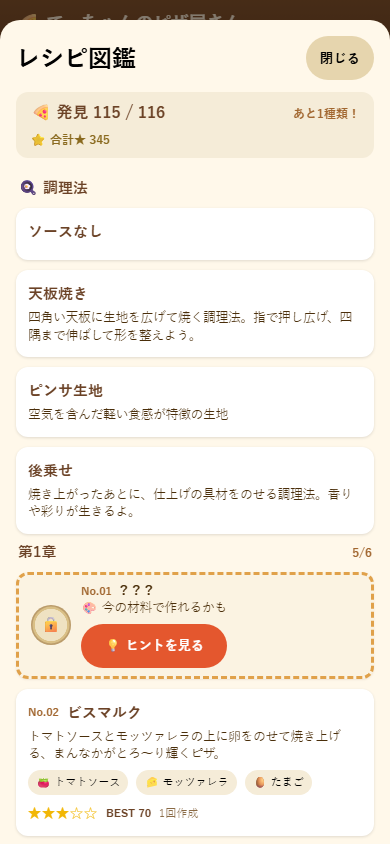 レシピ図鑑
閉じる
発見 115 / 116
あと1種類！
合計★ 345
調理法
ソースなし
天板焼き
四角い天板に生地を広げて焼く調理法。指で押し広げ、四
隅まで伸ばして形を整えよう。
ピンサ生地
空気を含んだ軽い食感が特徴の生地
後乗せ
焼き上がったあとに、仕上げの具材をのせる調理法。香り
や彩りが生きるよ。
第1章
5/6
No.01 ？？？
今の材料で作れるかも
ヒントを見る
No.02 ビスマルク
トマトソースとモッツァレラの上に卵をのせて焼き上げ
る、まんなかがとろ〜り輝くピザ。
トマトソース モッツァレラ たまご
★★★☆☆ BEST 70 1回作成